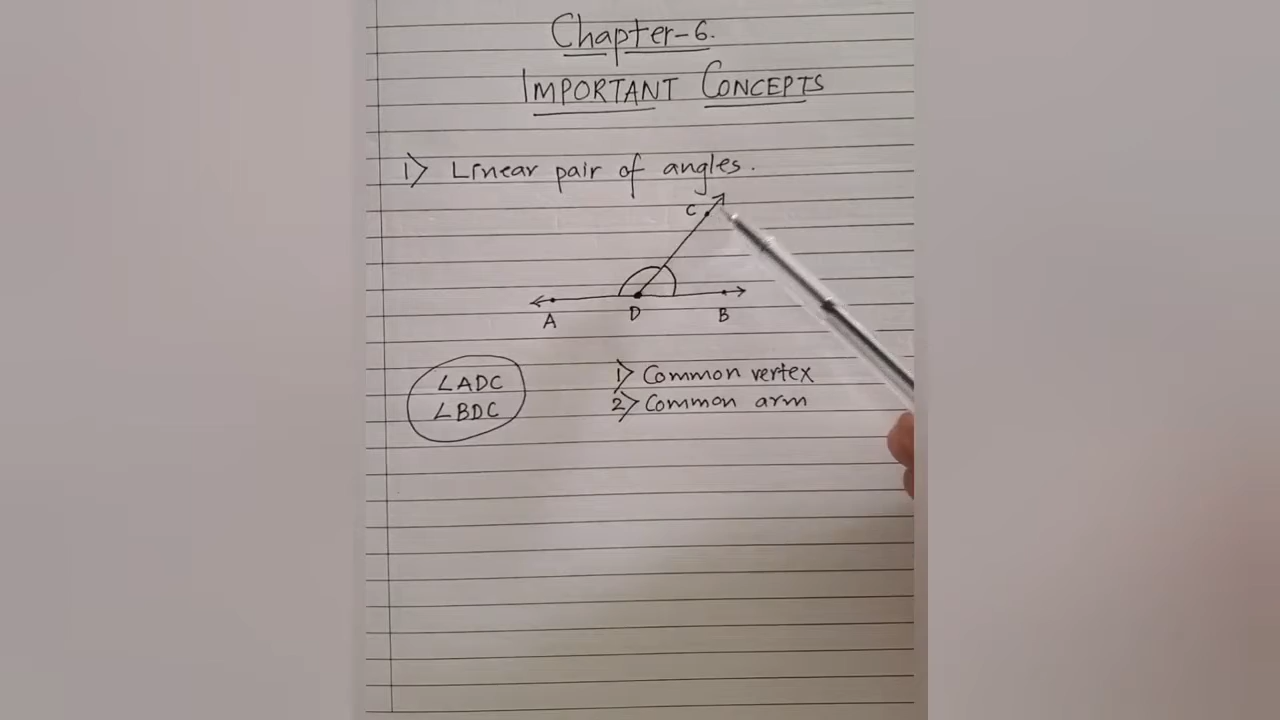 Chapter-6.
IMPORTANT CONCEPTS
1> Linear pair of angles.
C
A D B
∠ADC
∠BDC
1> Common vertex
2> Common arm